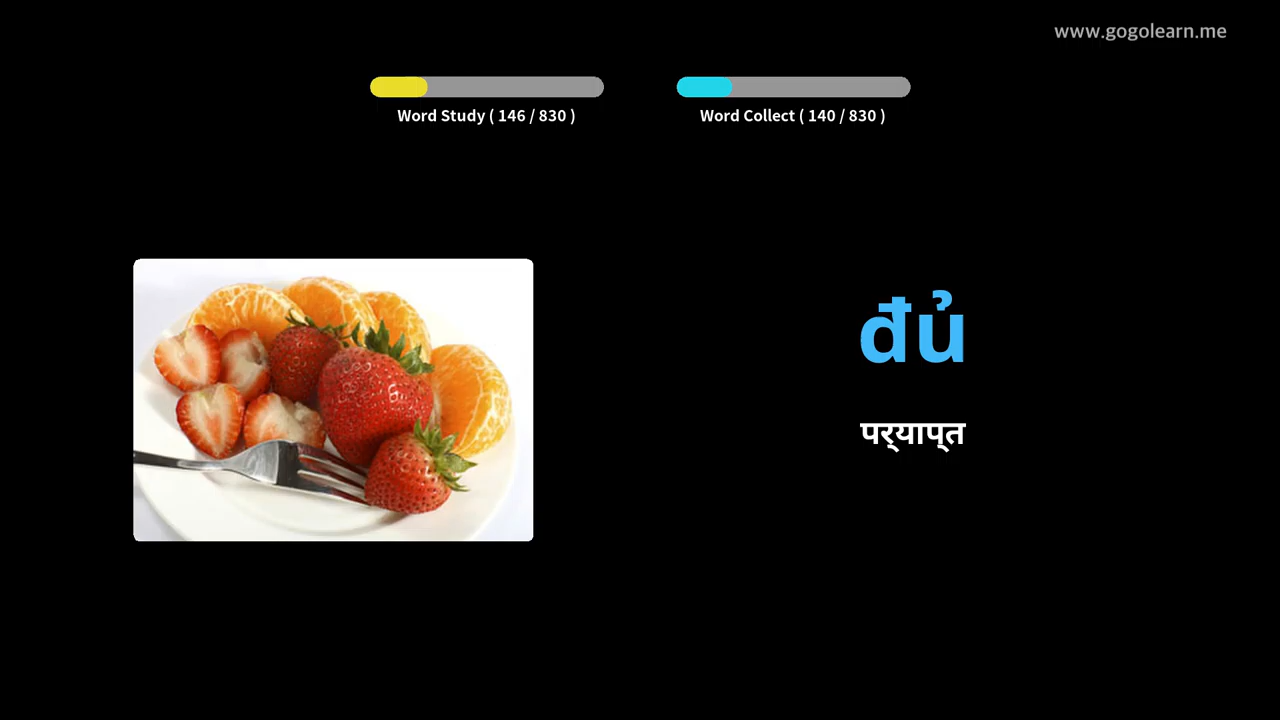 www.gogolearn.me
Word Study ( 146 / 830 )
Word Collect ( 140 / 830 )
đủ
पर्याप्त